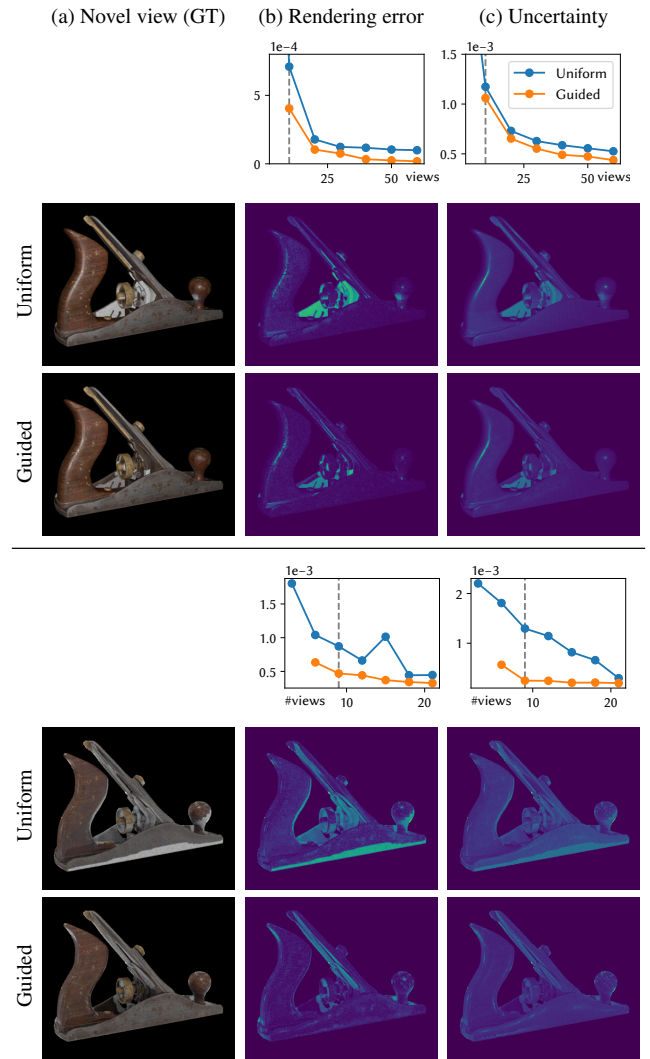 (a) Novel view (GT) (b) Rendering error (c) Uncertainty
1e−4
5
0
25 50 views
1e−3
1.5
1.0
0.5
Uniform
Guided
25 50 views
Uniform
Guided
1e−3
1.5
1.0
0.5
#views 10 20
1e−3
2
1
#views 10 20
Uniform
Guided